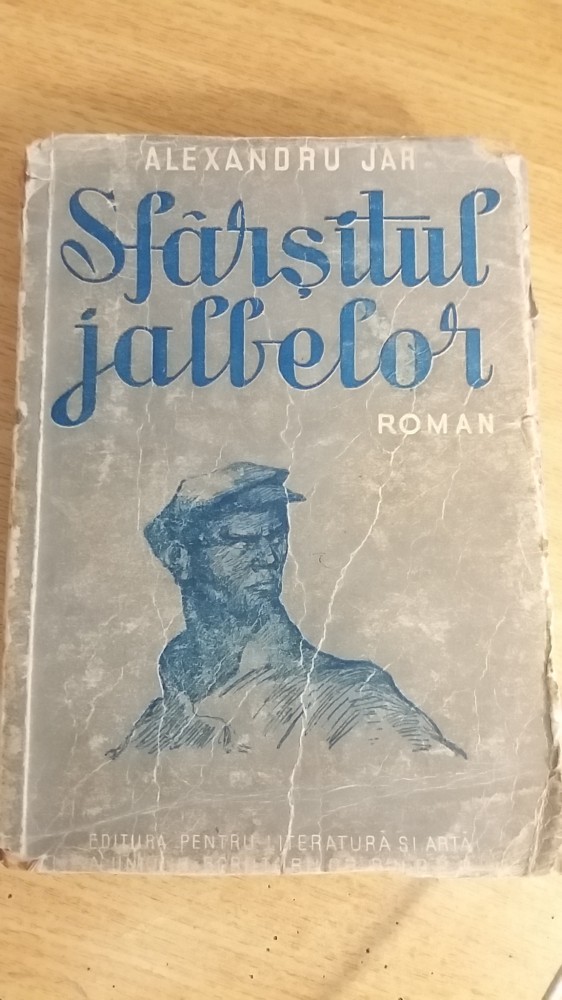 ALEXANDRU JAR
Sfârșitul
jalbelor
ROMAN
EDITURA PENTRU LITERATURĂ ȘI ARTĂ